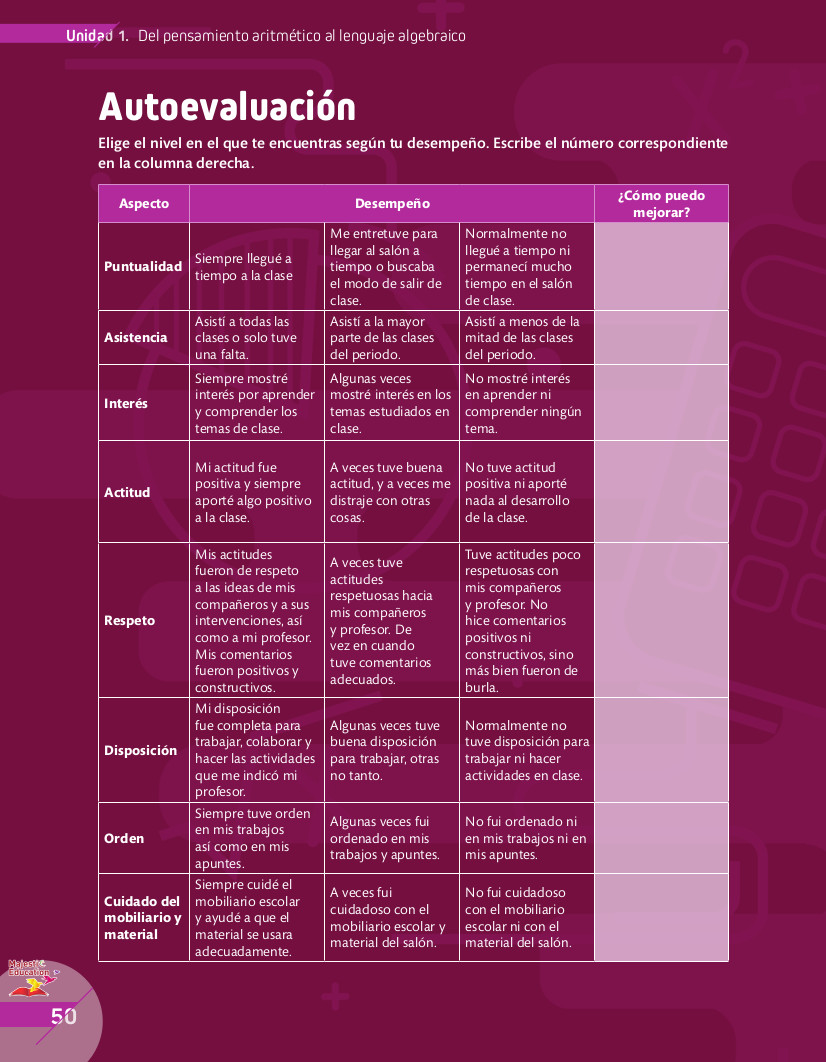 Unidad 1. Del pensamiento aritmético al lenguaje algebraico
Autoevaluación
Elige el nivel en el que te encuentras según tu desempeño. Escribe el número correspondiente
en la columna derecha.
Aspecto
Desempeño
¿Cómo puedo
mejorar?
Puntualidad
Siempre llegué a
tiempo a la clase
Me entretuve para
llegar al salón a
tiempo o buscaba
el modo de salir de
clase.
Normalmente no
llegué a tiempo ni
permanecí mucho
tiempo en el salón
de clase.
Asistencia
Asistí a todas las
clases o solo tuve
una falta.
Asistí a la mayor
parte de las clases
del periodo.
Asistí a menos de la
mitad de las clases
del periodo.
Interés
Siempre mostré
interés por aprender
y comprender los
temas de clase.
Algunas veces
mostré interés en los
temas estudiados en
clase.
No mostré interés
en aprender ni
comprender ningún
tema.
Actitud
Mi actitud fue
positiva y siempre
aporté algo positivo
a la clase.
A veces tuve buena
actitud, y a veces me
distraje con otras
cosas.
No tuve actitud
positiva ni aporté
nada al desarrollo
de la clase.
Respeto
Mis actitudes
fueron de respeto
a las ideas de mis
compañeros y a sus
intervenciones, así
como a mi profesor.
Mis comentarios
fueron positivos y
constructivos.
A veces tuve
actitudes
respetuosas hacia
mis compañeros
y profesor. De
vez en cuando
tuve comentarios
adecuados.
Tuve actitudes poco
respetuosas con
mis compañeros
y profesor. No
hice comentarios
positivos ni
constructivos, sino
más bien fueron de
burla.
Disposición
Mi disposición
fue completa para
trabajar, colaborar y
hacer las actividades
que me indicó mi
profesor.
Algunas veces tuve
buena disposición
para trabajar, otras
no tanto.
Normalmente no
tuve disposición para
trabajar ni hacer
actividades en clase.
Orden
Siempre tuve orden
en mis trabajos
así como en mis
apuntes.
Algunas veces fui
ordenado en mis
trabajos y apuntes.
No fui ordenado ni
en mis trabajos ni en
mis apuntes.
Cuidado del
mobiliario y
material
Siempre cuidé el
mobiliario escolar
y ayudé a que el
material se usara
adecuadamente.
A veces fui
cuidadoso con el
mobiliario escolar y
material del salón.
No fui cuidadoso
con el mobiliario
escolar ni con el
material del salón.
Majestic
Education
50